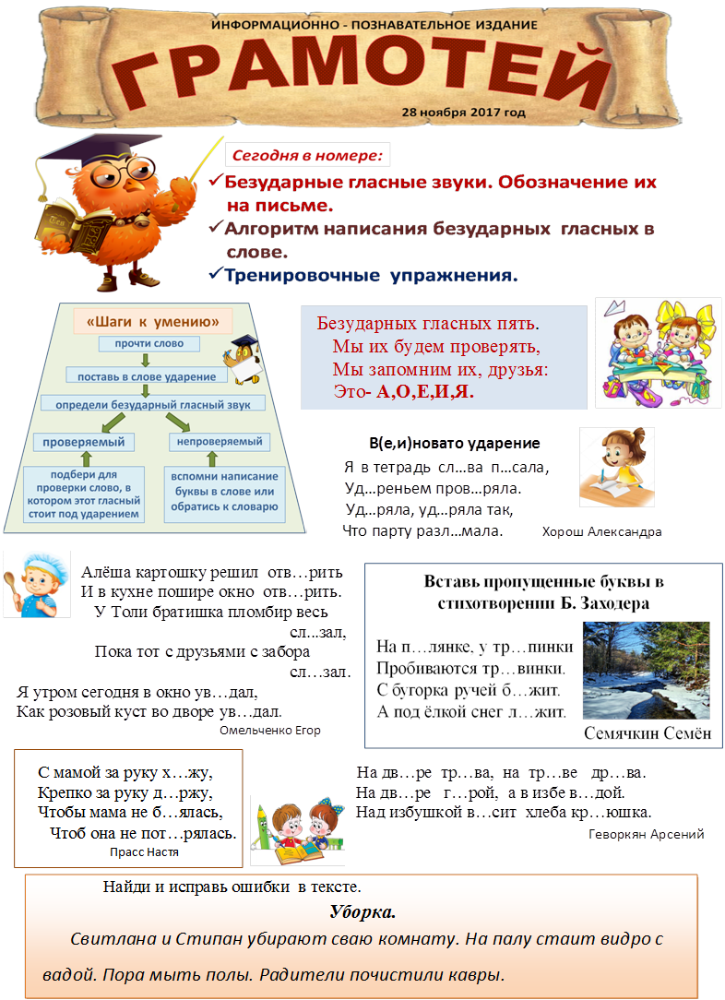 ИНФОРМАЦИОННО - ПОЗНАВАТЕЛЬНОЕ ИЗДАНИЕ
ГРАМОТЕЙ
28 ноября 2017 год
Сегодня в номере:
✓Безударные гласные звуки. Обозначение их
на письме.
✓Алгоритм написания безударных гласных в
слове.
✓Тренировочные упражнения.
«Шаги к умению»
прочти слово
поставь в слове ударение
определи безударный гласный звук
проверяемый
непроверяемый
подбери для
проверки слово, в
котором этот гласный
стоит под ударением
вспомни написание
буквы в слове или
обратись к словарю
Безударных гласных пять.
Мы их будем проверять,
Мы запомним их, друзья:
Это- А,О,Е,И,Я.
В(е,и)новато ударение
Я в тетрадь сл...ва п...сала,
Уд...реньем пров...ряла.
Уд...ряла, уд...ряла так,
Что парту разл...мала.
Хорош Александра
Алёша картошку решил отв...рить
И в кухне пошире окно отв...рить.
У Толи братишка пломбир весь
сл...зал,
Пока тот с друзьями с забора
сл...зал.
Я утром сегодня в окно ув...дал,
Как розовый куст во дворе ув...дал.
Омельченко Егор
Вставь пропущенные буквы в
стихотворении Б. Заходера
На п...лянке, у тр...пинки
Пробиваются тр...винки.
С бугорка ручей б...жит.
А под ёлкой снег л...жит.
Семячкин Семён
С мамой за руку х...жу,
Крепко за руку д...ржу,
Чтобы мама не б...ялась,
Чтоб она не пот...рялась.
Прасс Настя
На дв...ре тр...ва, на тр...ве др...ва.
На дв...ре г...рой, а в избе в...дой.
Над избушкой в...сит хлеба кр...юшка.
Геворкян Арсений
Найди и исправь ошибки в тексте.
Уборка.
Свитлана и Стипан убирают сваю комнату. На палу стаит видро с
вадой. Пора мыть полы. Радители почистили кавры.